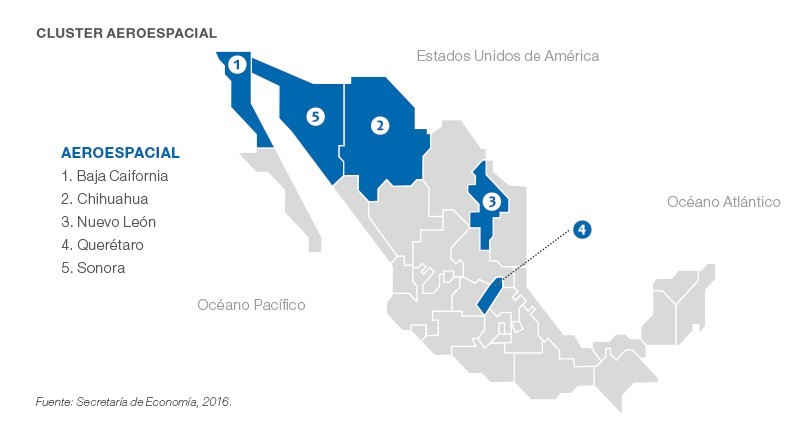 CLUSTER AEROESPACIAL
Estados Unidos de América
1
5
2
AEROESPACIAL
1. Baja Caifornia
2. Chihuahua
3. Nuevo León
4. Querétaro
5. Sonora
3
Océano Atlántico
4
Océano Pacífico
Fuente: Secretaría de Economía, 2016.